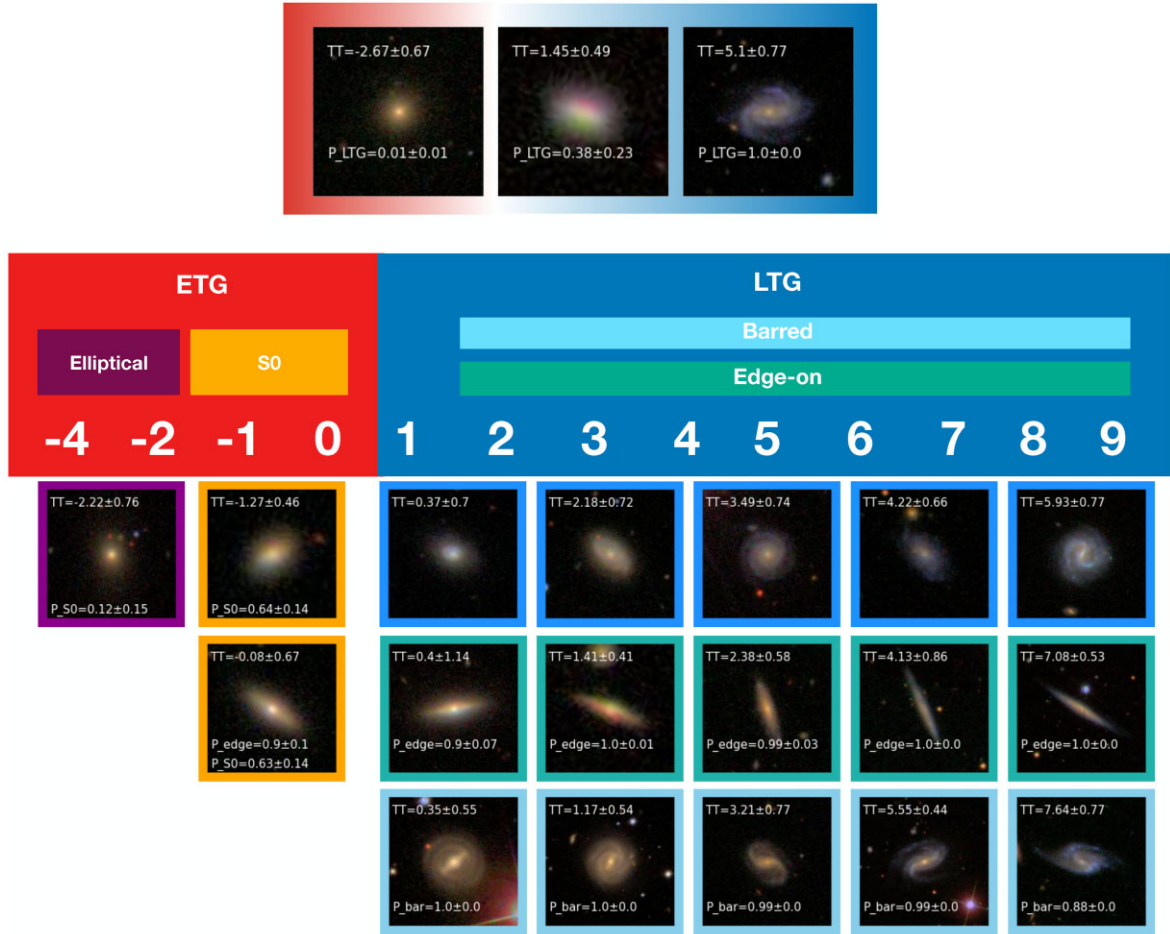 TT=-2.67±0.67 TT=1.45±0.49 TT=5.1±0.77
P_LTG=0.01±0.01 P_LTG=0.38±0.23 P_LTG=1.0±0.0
ETG LTG
Barred
Elliptical S0
Edge-on
-4 -2 -1 0 1 2 3 4 5 6 7 8 9
TT=-2.22±0.76 TT=-1.27±0.46 TT=0.37±0.7 TT=2.18±0.72 TT=3.49±0.74 TT=4.22±0.66 TT=5.93±0.77
P_S0=0.12±0.15 P_S0=0.64±0.14
TT=-0.08±0.67 TT=0.4±1.14 TT=1.41±0.41 TT=2.38±0.58 TT=4.13±0.86 TT=7.08±0.53
P_edge=0.9±0.1 P_edge=0.9±0.07 P_edge=1.0±0.01 P_edge=0.99±0.03 P_edge=1.0±0.0 P_edge=1.0±0.0
P_S0=0.63±0.14
TT=0.35±0.55 TT=1.17±0.54 TT=3.21±0.77 TT=5.55±0.44 TT=7.64±0.77
P_bar=1.0±0.0 P_bar=1.0±0.0 P_bar=0.99±0.0 P_bar=0.99±0.0 P_bar=0.88±0.0